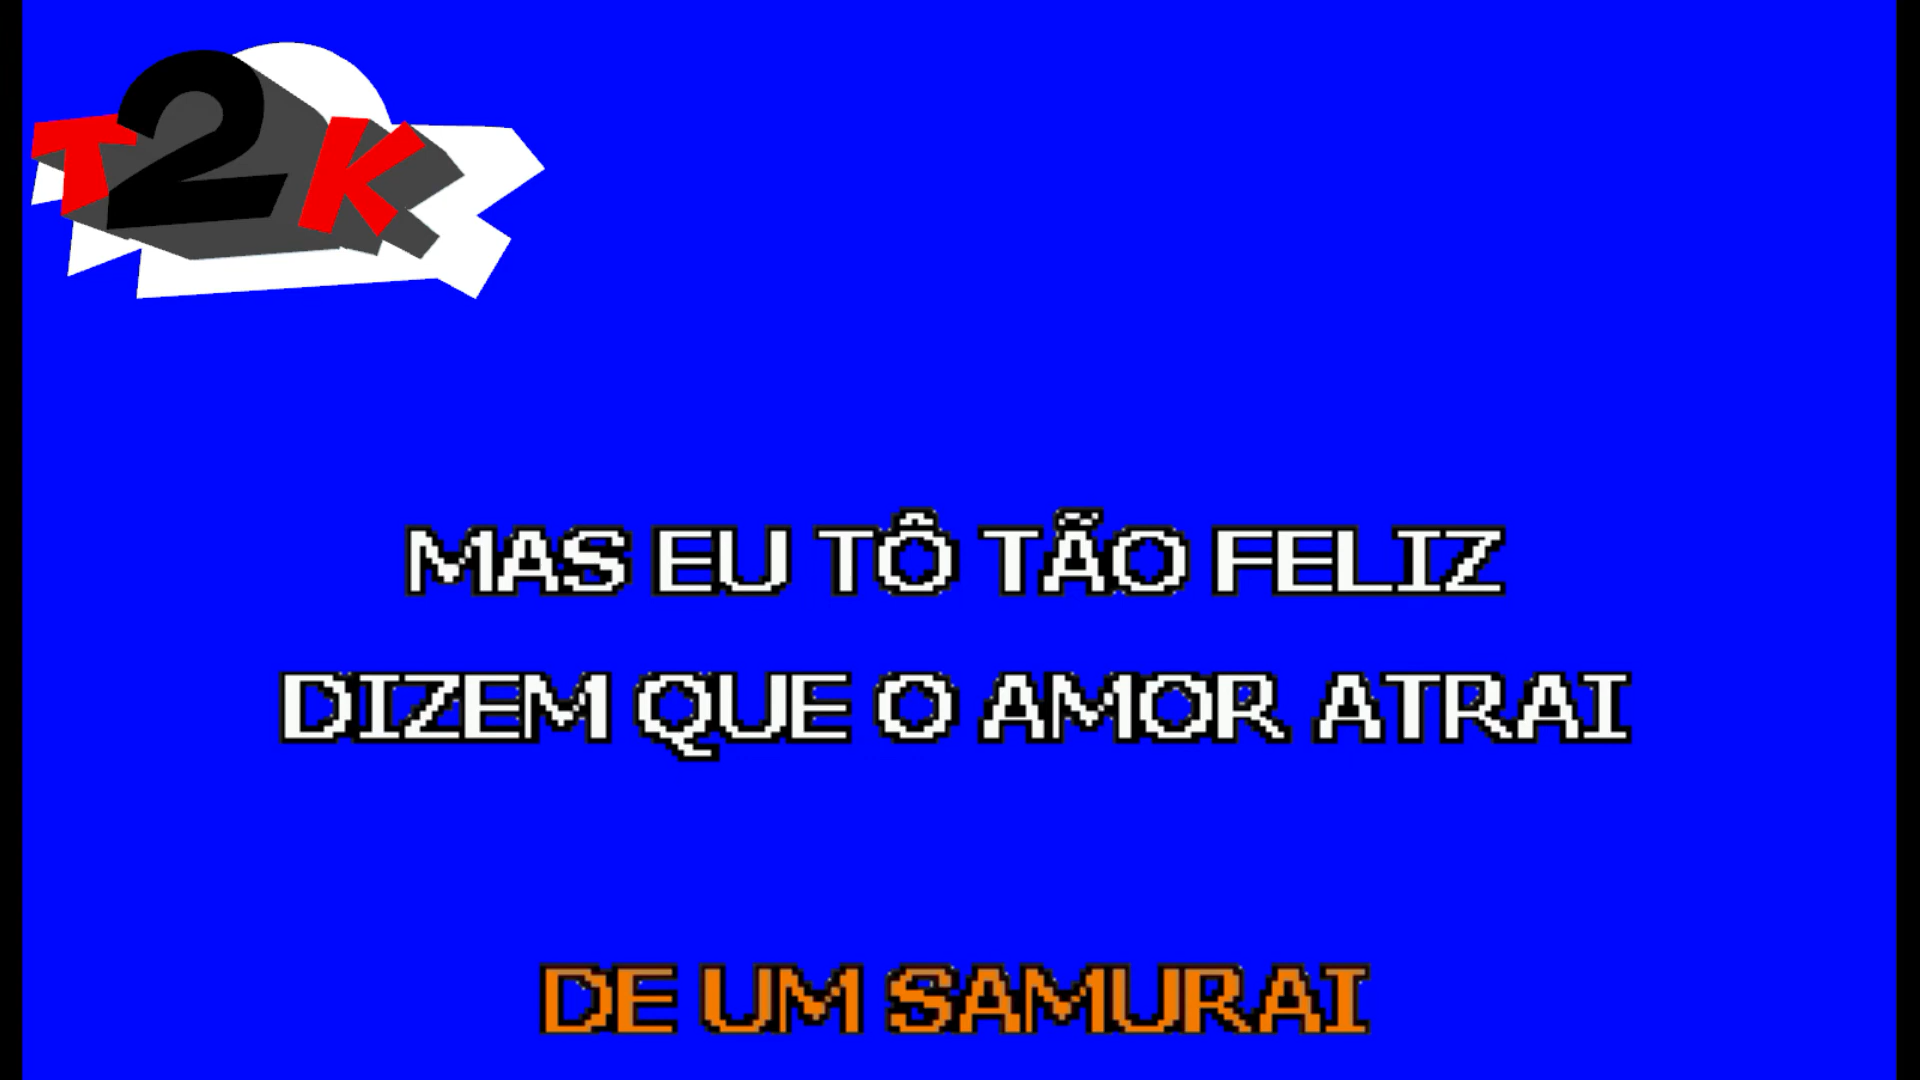 T2K
MAS EU TÔ TÃO FELIZ
DIZEM QUE O AMOR ATRAI
DE UM SAMURAI